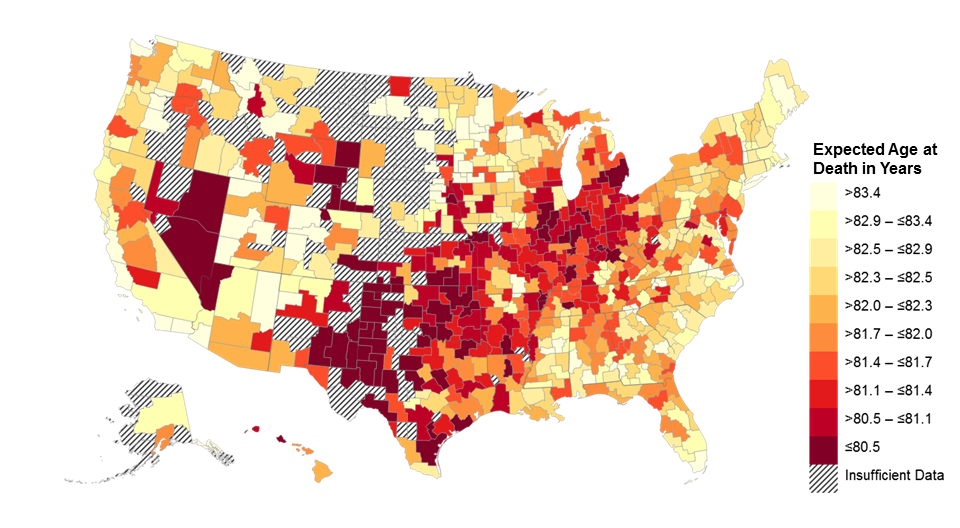 Expected Age at
Death in Years
>83.4
>82.9 – ≤83.4
>82.5 – ≤82.9
>82.3 – ≤82.5
>82.0 – ≤82.3
>81.7 – ≤82.0
>81.4 – ≤81.7
>81.1 – ≤81.4
>80.5 – ≤81.1
≤80.5
Insufficient Data